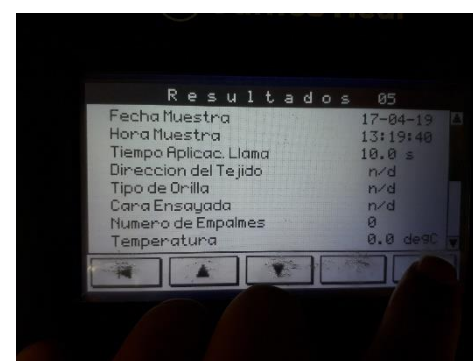 Resultados 05
Fecha Muestra 17-04-19
Hora Muestra 13:19:40
Tiempo Aplicac. Llama 10.0 s
Direccion del Tejido n/d
Tipo de Orilla n/d
Cara Ensayada n/d
Numero de Empalmes 0
Temperatura 0.0 degC